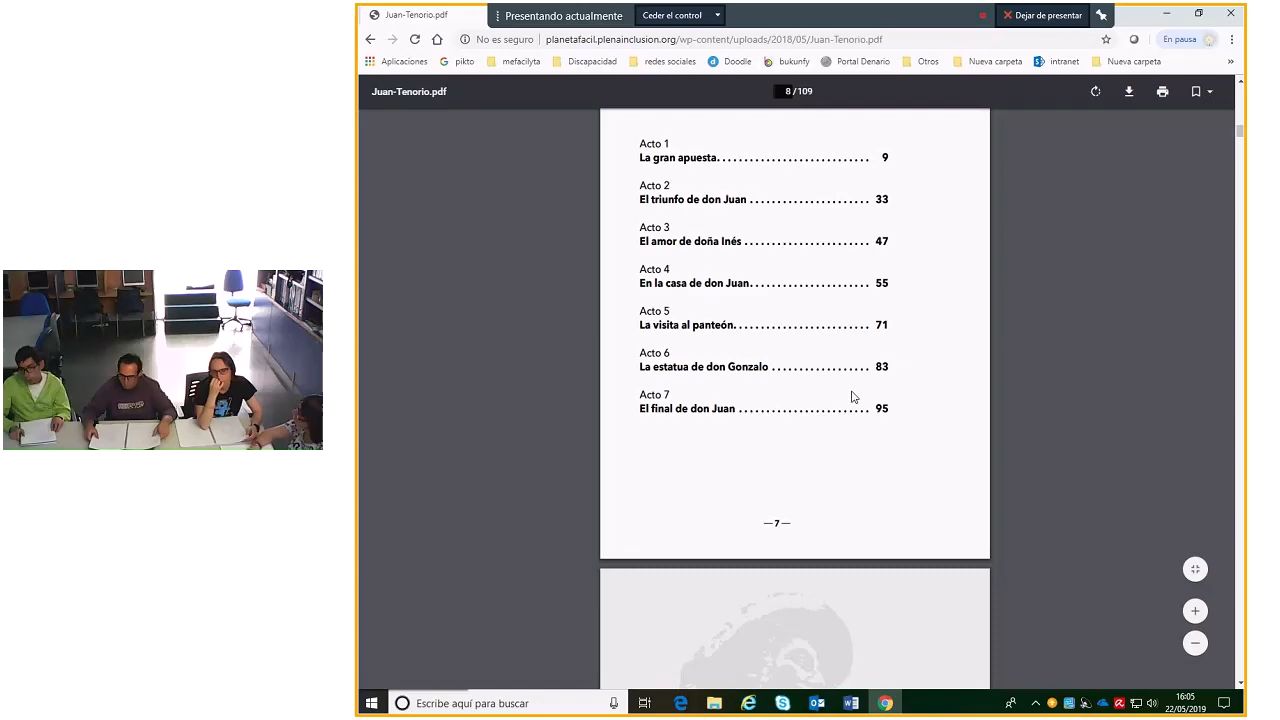 Juan-Tenorio.pdf
Presentando actualmente
Ceder el control
Dejar de presentar
No es seguro
planetafacil.plenainclusion.org/wp-content/uploads/2018/05/Juan-Tenorio.pdf
En pausa
Aplicaciones
pikto
mefacilyta
Discapacidad
redes sociales
Doodle
bukunfy
Portal Denario
Otros
Nueva carpeta
intranet
Nueva carpeta
»
Juan-Tenorio.pdf
8 / 109
Acto 1
La gran apuesta. . . . . . . . . . . . . . . . . . . . . . . . . . . . 9
Acto 2
El triunfo de don Juan . . . . . . . . . . . . . . . . . . . . . . 33
Acto 3
El amor de doña Inés . . . . . . . . . . . . . . . . . . . . . . . 47
Acto 4
En la casa de don Juan. . . . . . . . . . . . . . . . . . . . . . 55
Acto 5
La visita al panteón. . . . . . . . . . . . . . . . . . . . . . . . . 71
Acto 6
La estatua de don Gonzalo . . . . . . . . . . . . . . . . . . 83
Acto 7
El final de don Juan . . . . . . . . . . . . . . . . . . . . . . . . 95
—7—
Escribe aquí para buscar
16:05
22/05/2019